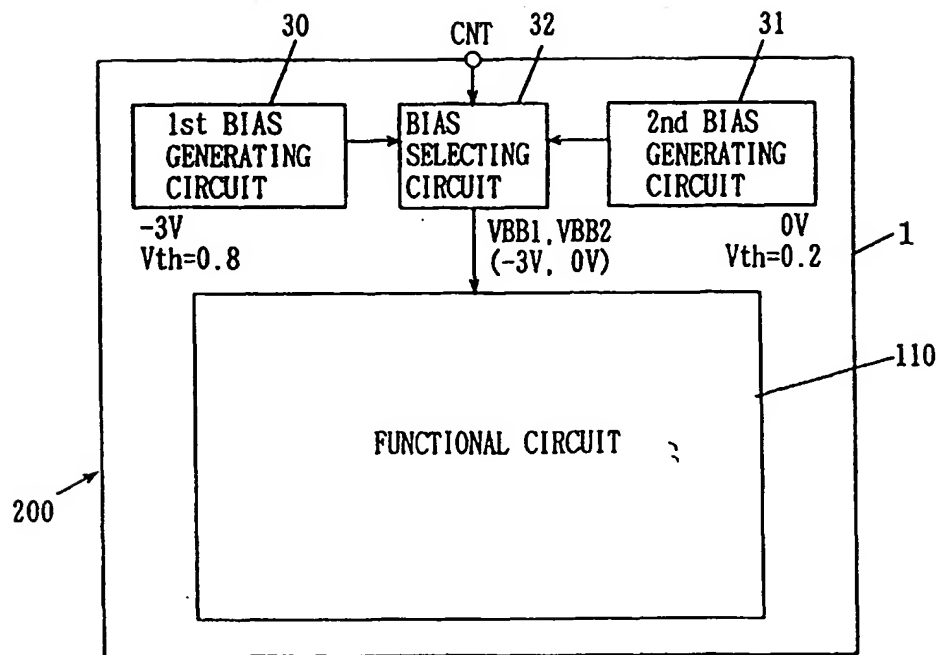 30
CNT
32
31
1st BIAS
GENERATING
CIRCUIT
BIAS
SELECTING
CIRCUIT
2nd BIAS
GENERATING
CIRCUIT
-3V
Vth=0.8
VBB1, VBB2
(-3V, 0V)
0V
Vth=0.2
1
110
FUNCTIONAL CIRCUIT
200